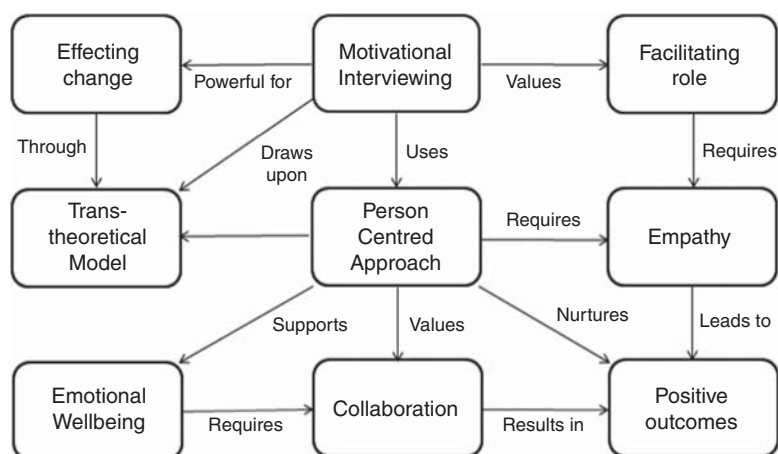 Effecting
change
Powerful for
Motivational
Interviewing
Values
Facilitating
role
Through
Draws
upon
Uses
Requires
Trans-
theoretical
Model
Person
Centred
Approach
Requires
Empathy
Supports
Values
Nurtures
Leads to
Emotional
Wellbeing
Requires
Collaboration
Results in
Positive
outcomes